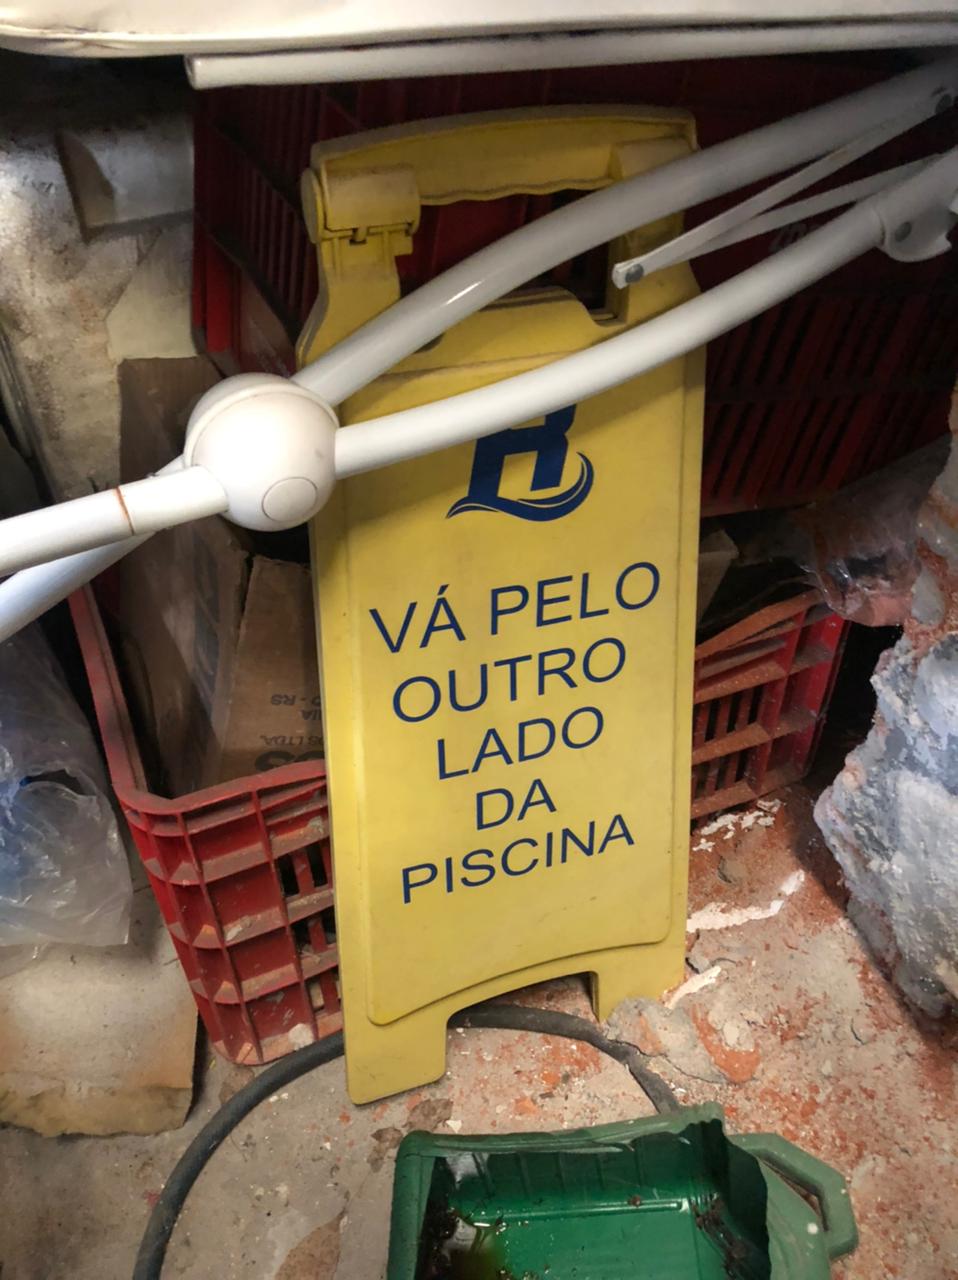 VÁ PELO
OUTRO
LADO
DA
PISCINA